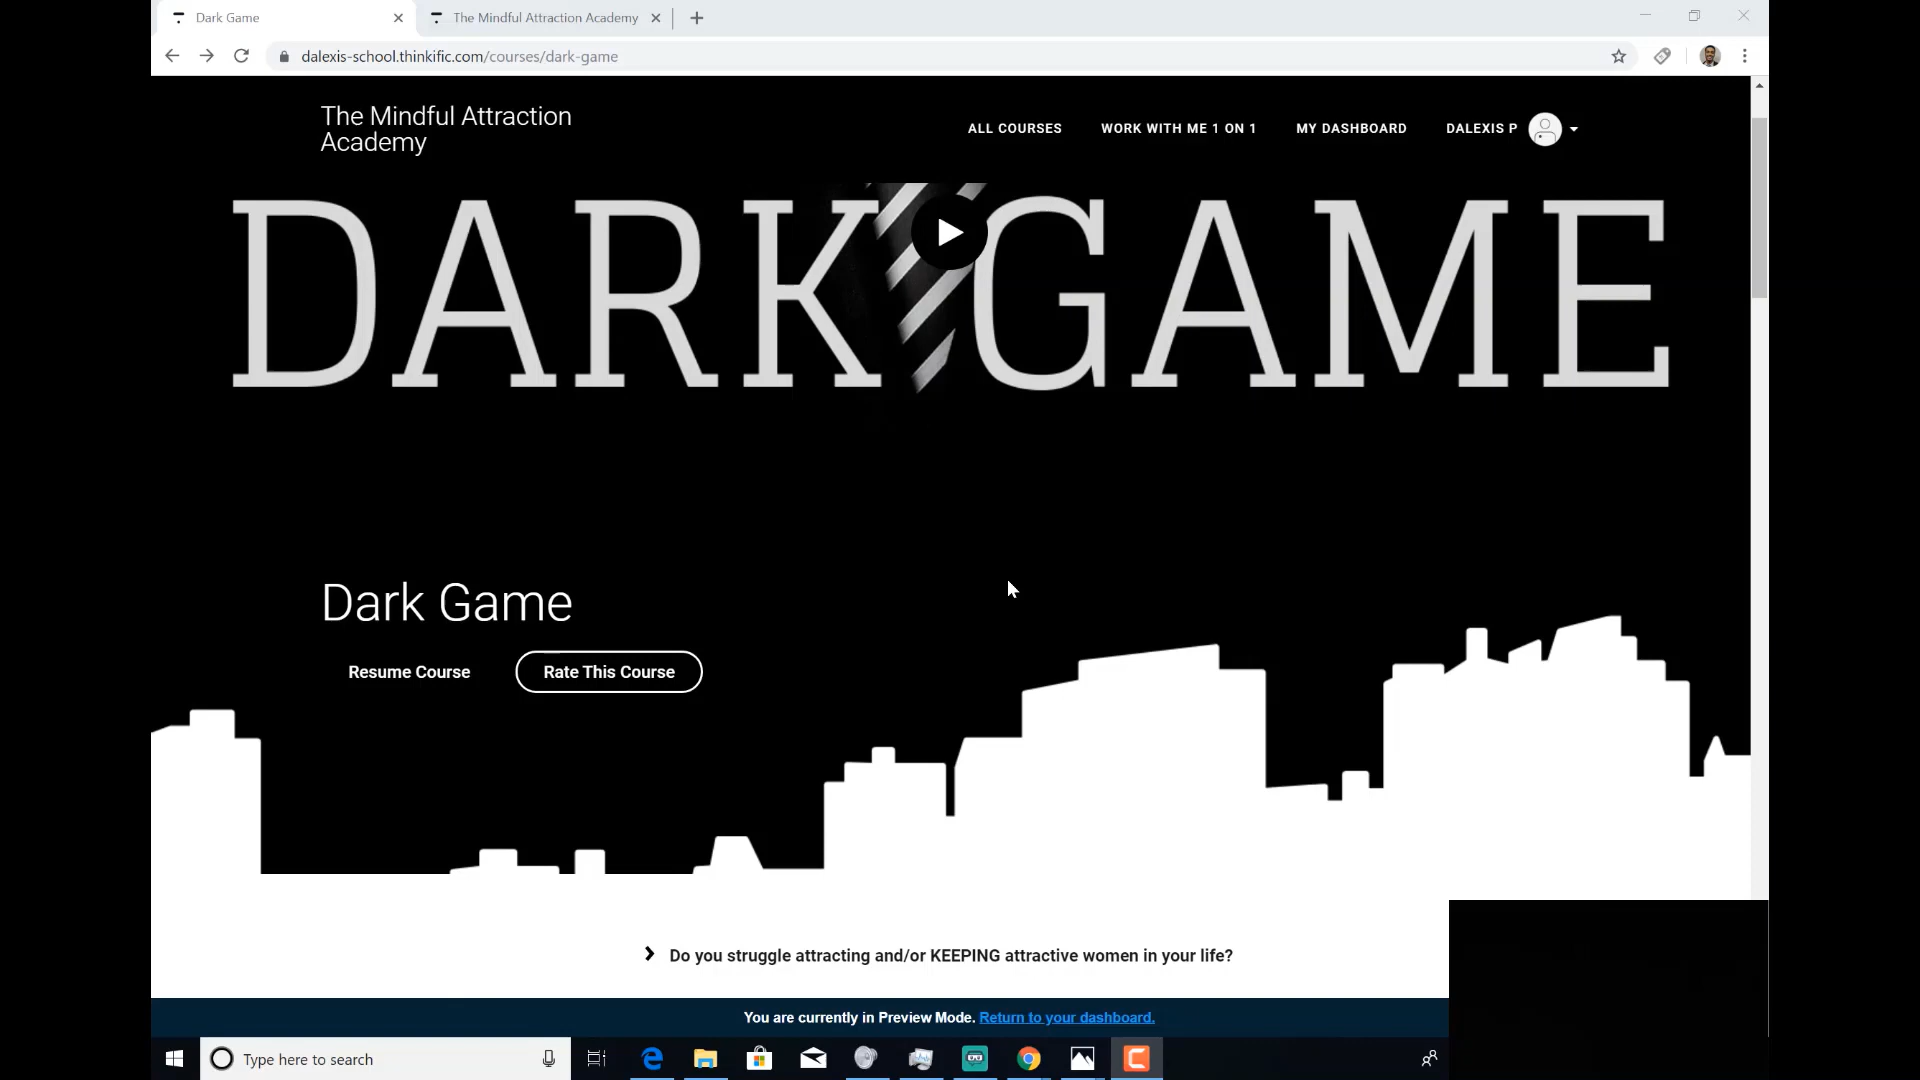 Dark Game
The Mindful Attraction Academy
dalexis-school.thinkific.com/courses/dark-game
The Mindful Attraction
Academy
ALL COURSES
WORK WITH ME 1 ON 1
MY DASHBOARD
DALEXIS P
DARK GAME
Dark Game
Resume Course
Rate This Course
Do you struggle attracting and/or KEEPING attractive women in your life?
You are currently in Preview Mode. Return to your dashboard.
Type here to search